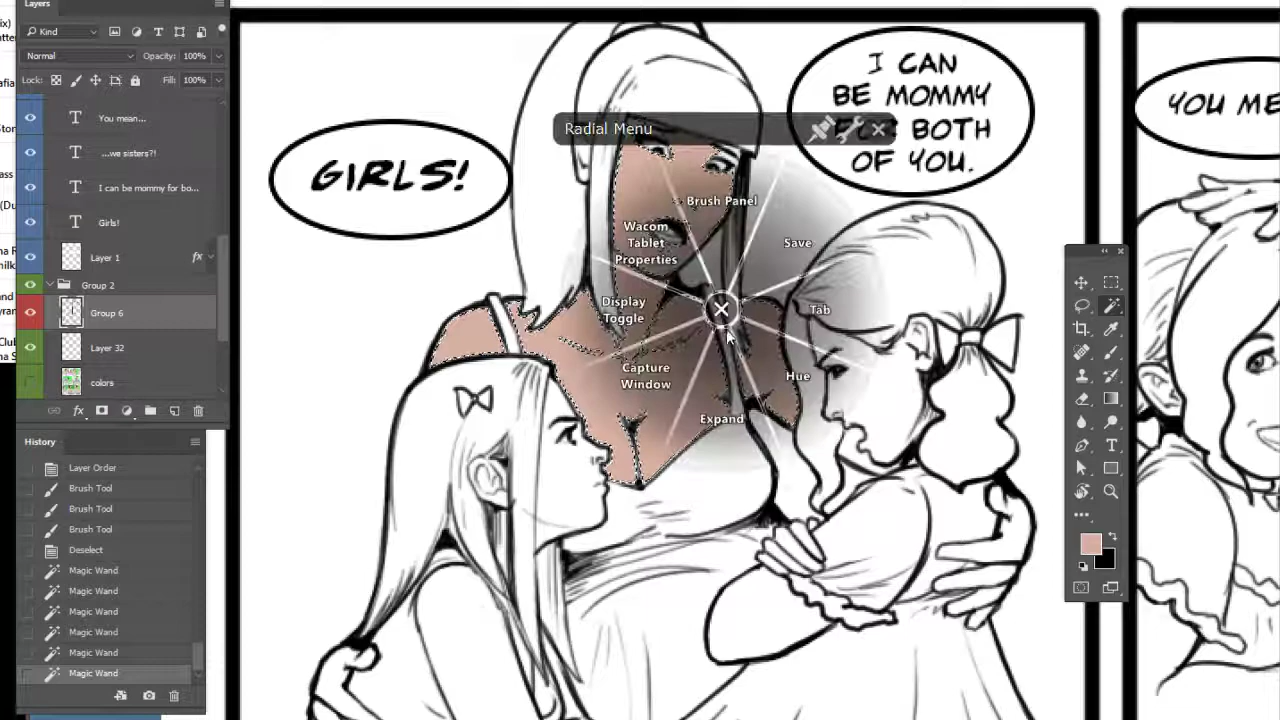 Layers
Kind
Normal
Opacity: 100%
Lock:
Fill: 100%
You mean...
...we sisters?!
I can be mommy for bo...
Girls!
Layer 1
fx
Group 2
Group 6
Layer 32
colors
fx
History
Layer Order
Brush Tool
Brush Tool
Brush Tool
Deselect
Magic Wand
Magic Wand
Magic Wand
Magic Wand
Magic Wand
Magic Wand
GIRLS!
I CAN
BE MOMMY
FOR BOTH
OF YOU.
YOU ME
Radial Menu
Brush Panel
Wacom
Tablet
Properties
Save
Display
Toggle
Tab
Capture
Window
Hue
Expand